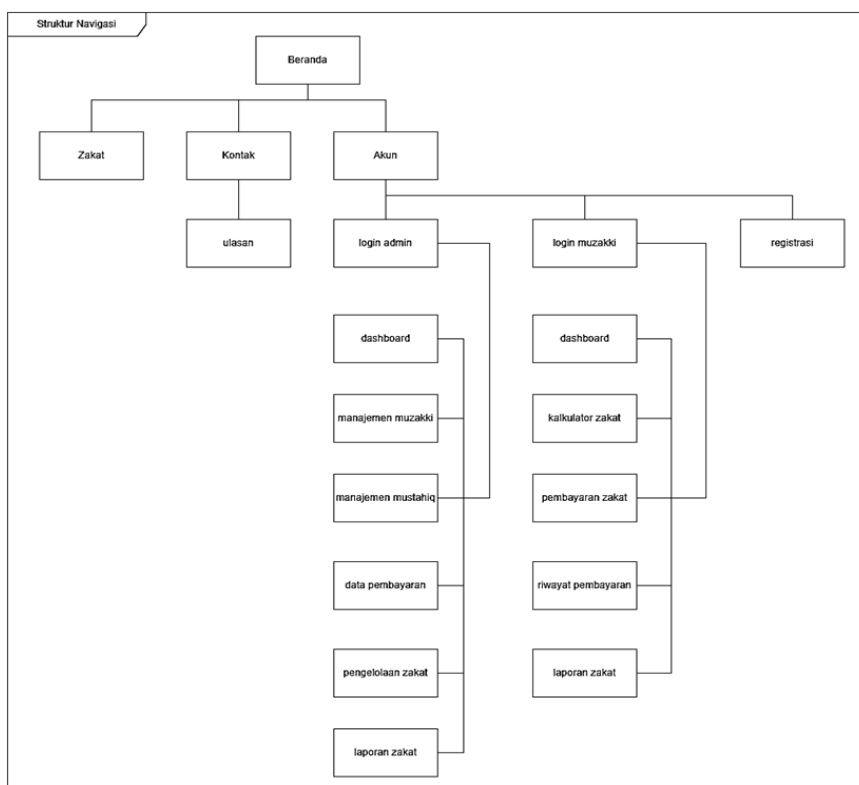 Struktur Navigasi
Beranda
Zakat
Kontak
Akun
ulasan
login admin
login muzakki
registrasi
dashboard
dashboard
manajemen muzakki
kalkulator zakat
manajemen mustahiq
pembayaran zakat
data pembayaran
riwayat pembayaran
pengelolaan zakat
laporan zakat
laporan zakat